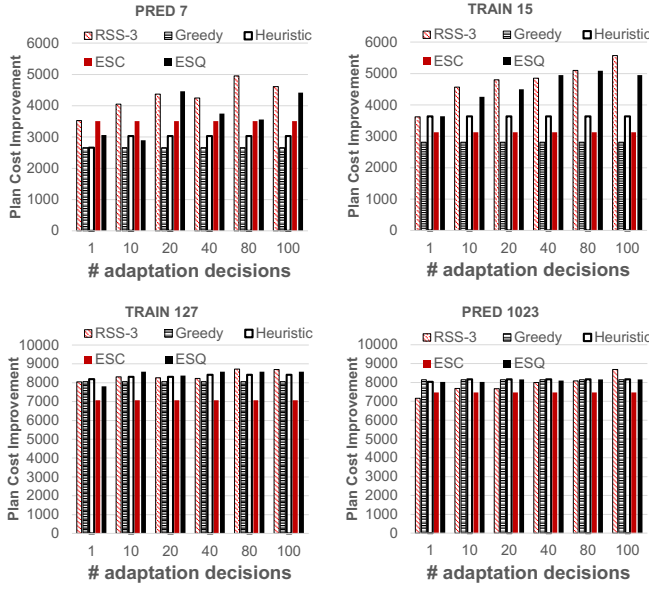 PRED 7
RSS-3 Greedy Heuristic
ESC ESQ
6000
5000
4000
3000
2000
1000
0
Plan Cost Improvement
1 10 20 40 80 100
# adaptation decisions
TRAIN 15
RSS-3 Greedy Heuristic
ESC ESQ
6000
5000
4000
3000
2000
1000
0
Plan Cost Improvement
1 10 20 40 80 100
# adaptation decisions
TRAIN 127
RSS-3 Greedy Heuristic
ESC ESQ
10000
9000
8000
7000
6000
5000
4000
3000
2000
1000
0
Plan Cost Improvement
1 10 20 40 80 100
# adaptation decisions
PRED 1023
RSS-3 Greedy Heuristic
ESC ESQ
10000
9000
8000
7000
6000
5000
4000
3000
2000
1000
0
Plan Cost Improvement
1 10 20 40 80 100
# adaptation decisions